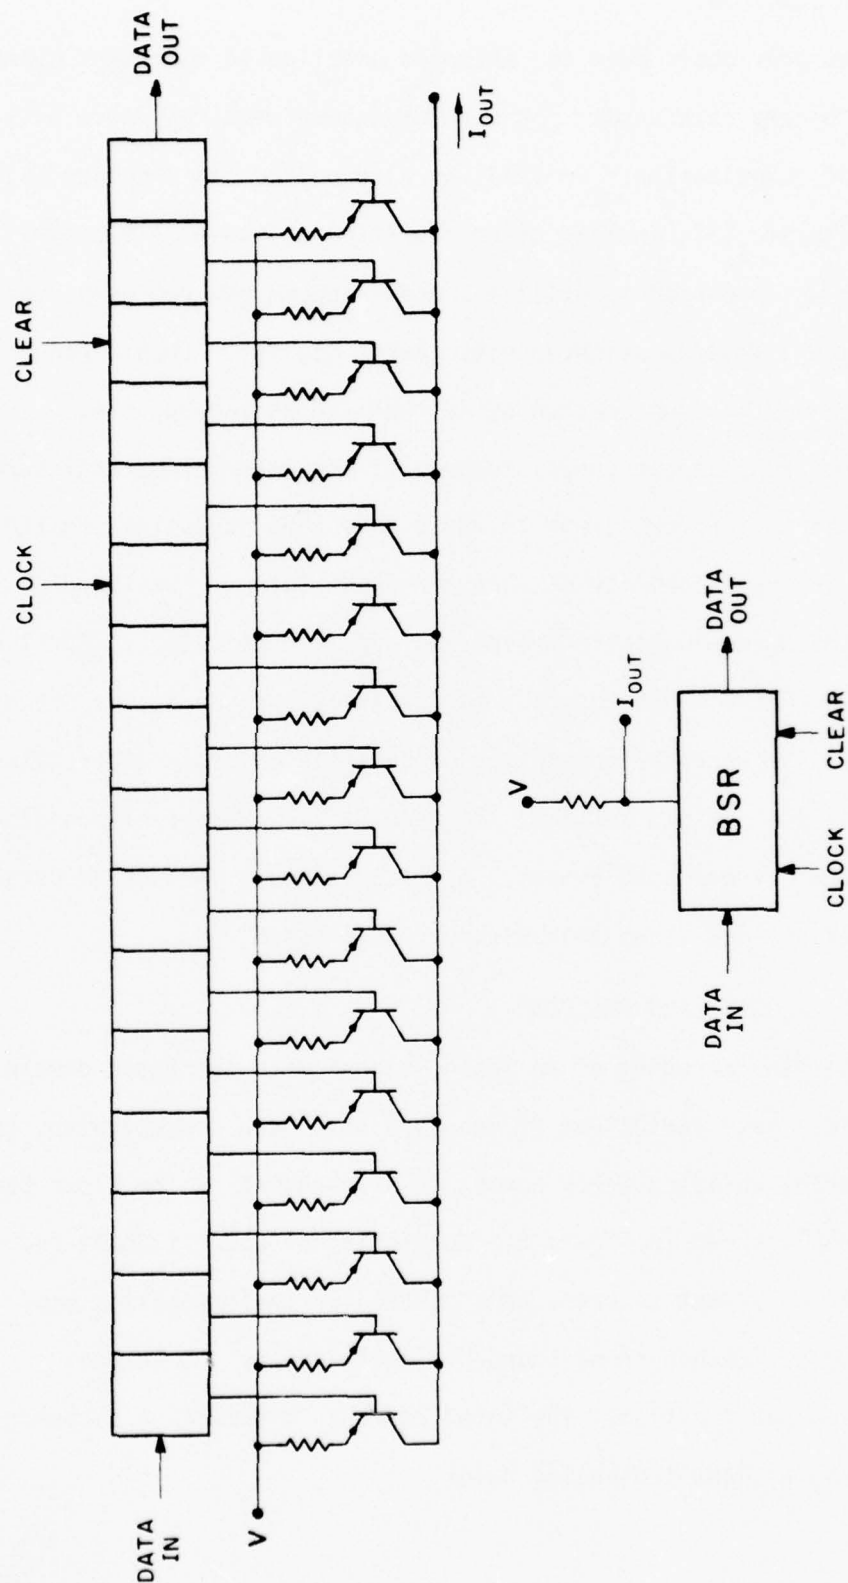 DATA
IN
CLOCK
CLEAR
DATA
OUT
V
I OUT
V
I OUT
DATA
IN
BSR
DATA
OUT
CLOCK
CLEAR